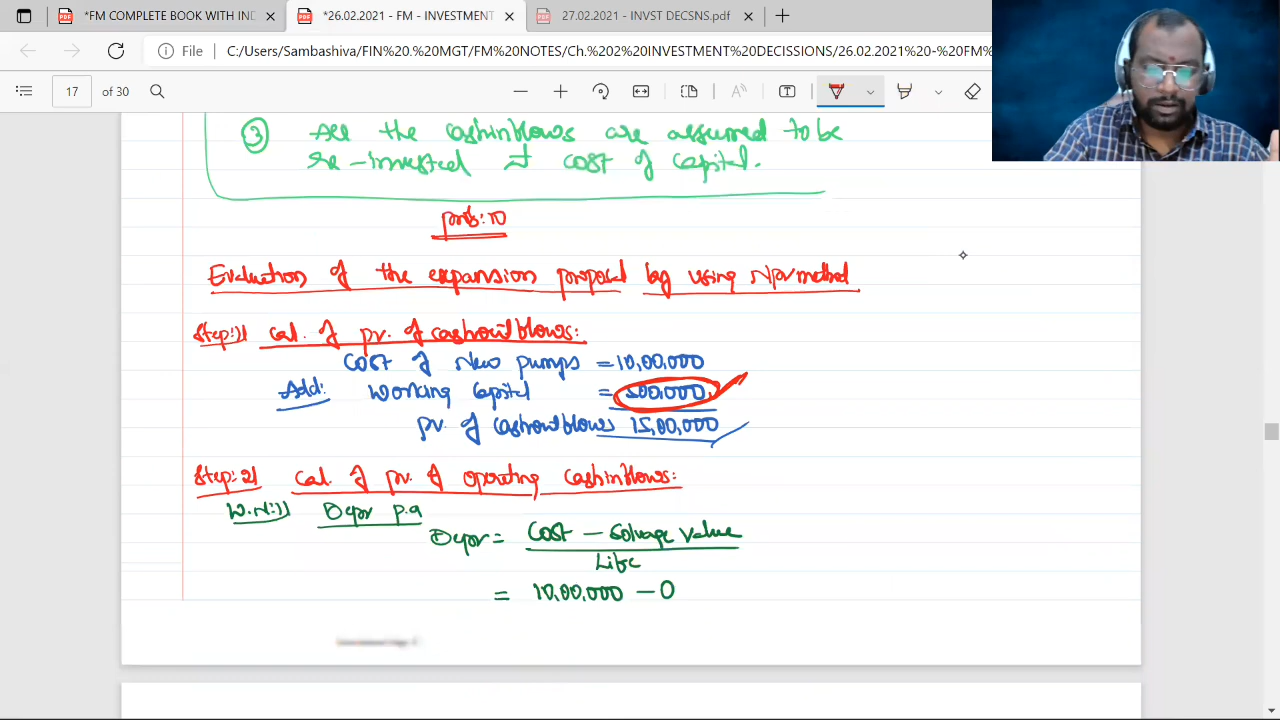 *FM COMPLETE BOOK WITH IND
*26.02.2021 - FM - INVESTMENT
27.02.2021 - INVST DECSNS.pdf
File
C:/Users/Sambashiva/FIN%20.%20MGT/FM%20NOTES/Ch.%202%20INVESTMENT%20DECISSIONS/26.02.2021%20-%20FM%
17 of 30
③ All the cashinflows are assumed to be
re-invested at cost of capital.
prob:10
Evaluation of the expansion proposal by using NPV method
Step:1) Cal. of pv. of cashoutflows:
Cost of New pumps = 10,00,000
Add: Working Capital = 500,000
pv. of cashoutflows 15,00,000
Step:2) Cal. of pv. of operating cashinflows:
W.N:1) Depr p.a
Depr = Cost - Salvage value
Life
= 10,00,000 - 0